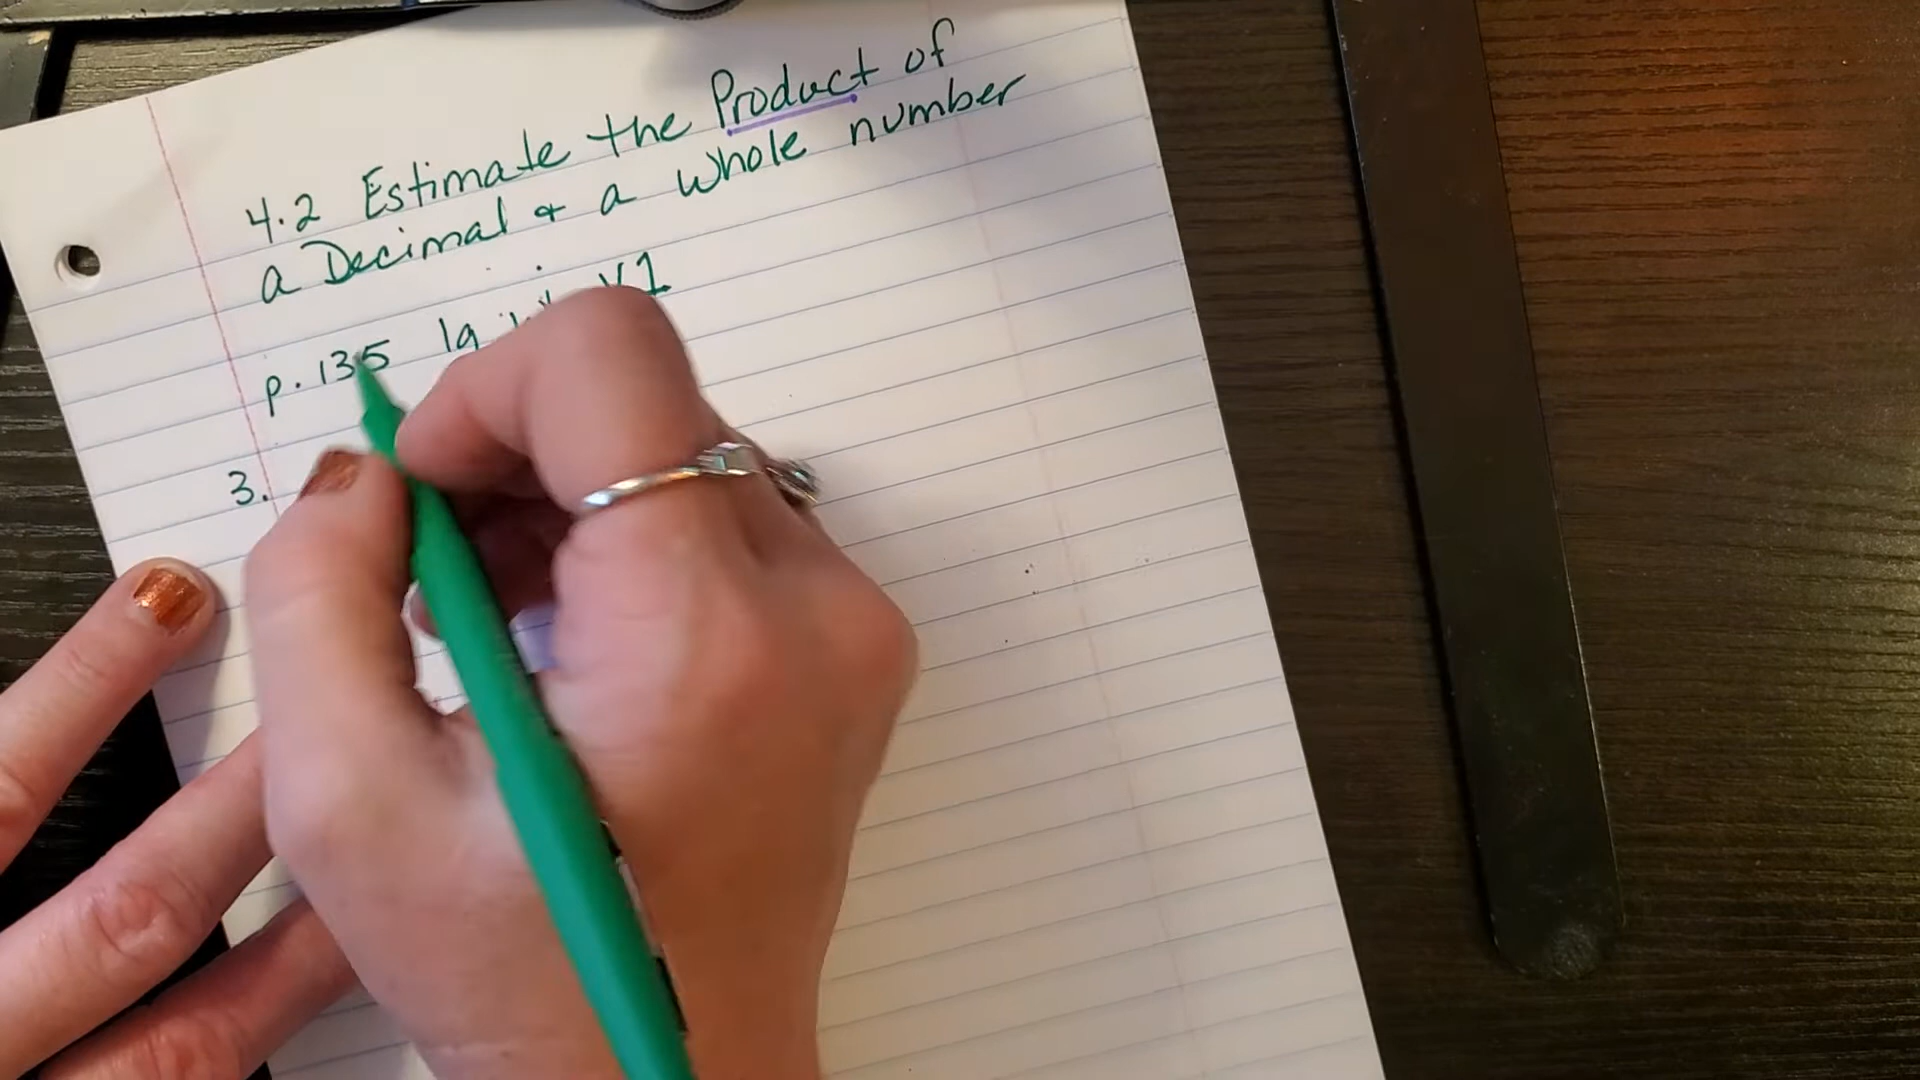 4.2 Estimate the Product of
a Decimal & a Whole number
p. 135
3.